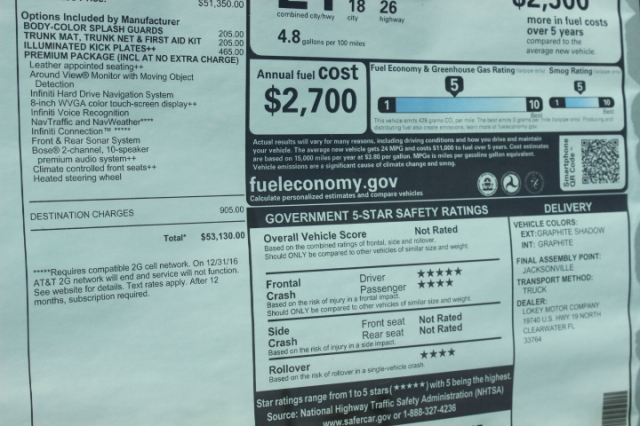 $51,350.00
Options Included by Manufacturer
BODY-COLOR SPLASH GUARDS 205.00
TRUNK MAT, TRUNK NET & FIRST AID KIT 205.00
ILLUMINATED KICK PLATES++ 465.00
PREMIUM PACKAGE (INCL AT NO EXTRA CHARGE)
Leather appointed seating++
Around View® Monitor with Moving Object
Detection
Infiniti Hard Drive Navigation System
8-inch WVGA color touch-screen display++
Infiniti Voice Recognition
NavTraffic and NavWeather****
Infiniti Connection™ *****
Front & Rear Sonar System
Bose® 2-channel, 10-speaker
premium audio system++
Climate controlled front seats++
Heated steering wheel
DESTINATION CHARGES 905.00
Total* $53,130.00
*****Requires compatible 2G cell network. On 12/31/16
AT&T 2G network will end and service will not function.
See website for details. Text rates apply. After 12
months, subscription required.
18 26
combined city/hwy city highway
4.8 gallons per 100 miles
more in fuel costs
over 5 years
compared to the
average new vehicle.
Annual fuel cost
$2,700
Fuel Economy & Greenhouse Gas Rating (tailpipe only) Smog Rating (tailpipe only)
5
1 10
Best
5
1 10
Best
Actual results will vary for many reasons, including driving conditions and how you drive and maintain
your vehicle. The average new vehicle gets 24 MPG and costs $11,000 to fuel over 5 years. Cost estimates
are based on 15,000 miles per year at $3.80 per gallon. MPGe is miles per gasoline gallon equivalent.
Vehicle emissions are a significant cause of climate change and smog.
fueleconomy.gov
Calculate personalized estimates and compare vehicles
Smartphone
QR Code
GOVERNMENT 5-STAR SAFETY RATINGS
Overall Vehicle Score Not Rated
Based on the combined ratings of frontal, side and rollover.
Should ONLY be compared to other vehicles of similar size and weight.
Frontal Driver ★★★★★
Crash Passenger ★★★★
Based on the risk of injury in a frontal impact.
Should ONLY be compared to other vehicles of similar size and weight.
Side Front seat Not Rated
Crash Rear seat Not Rated
Based on the risk of injury in a side impact.
Rollover ★★★★
Based on the risk of rollover in a single-vehicle crash.
Star ratings range from 1 to 5 stars (★★★★★) with 5 being the highest.
Source: National Highway Traffic Safety Administration (NHTSA)
www.safercar.gov or 1-888-327-4236
DELIVERY
VEHICLE COLORS:
EXT:GRAPHITE SHADOW
INT: GRAPHITE
FINAL ASSEMBLY POINT:
JACKSONVILLE
TRANSPORT METHOD:
TRUCK
DEALER:
LOKEY MOTOR COMPANY
19740 U.S. HWY 19 NORTH
CLEARWATER FL
33764